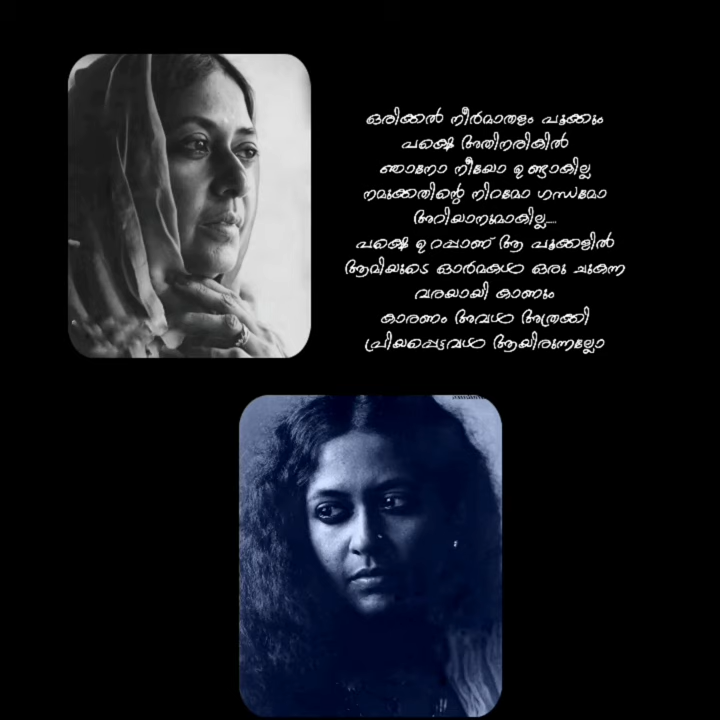 ഒരിക്കൽ നീർമാതളം പൂക്കും
പക്ഷെ അതിനരികിൽ
ഞാനോ നീയോ ഉണ്ടാകില്ല
നമുക്കതിന്റെ നിറമോ ഗന്ധമോ
അറിയാനുമാകില്ല....
പക്ഷെ ഉറപ്പാണ് ആ പൂക്കളിൽ
ആമിയുടെ ഓർമകൾ ഒരു ചുകന്ന
വരയായി കാണും
കാരണം അവൾ അത്രക്കി
പ്രിയപ്പെട്ടവൾ ആയിരുന്നല്ലോ